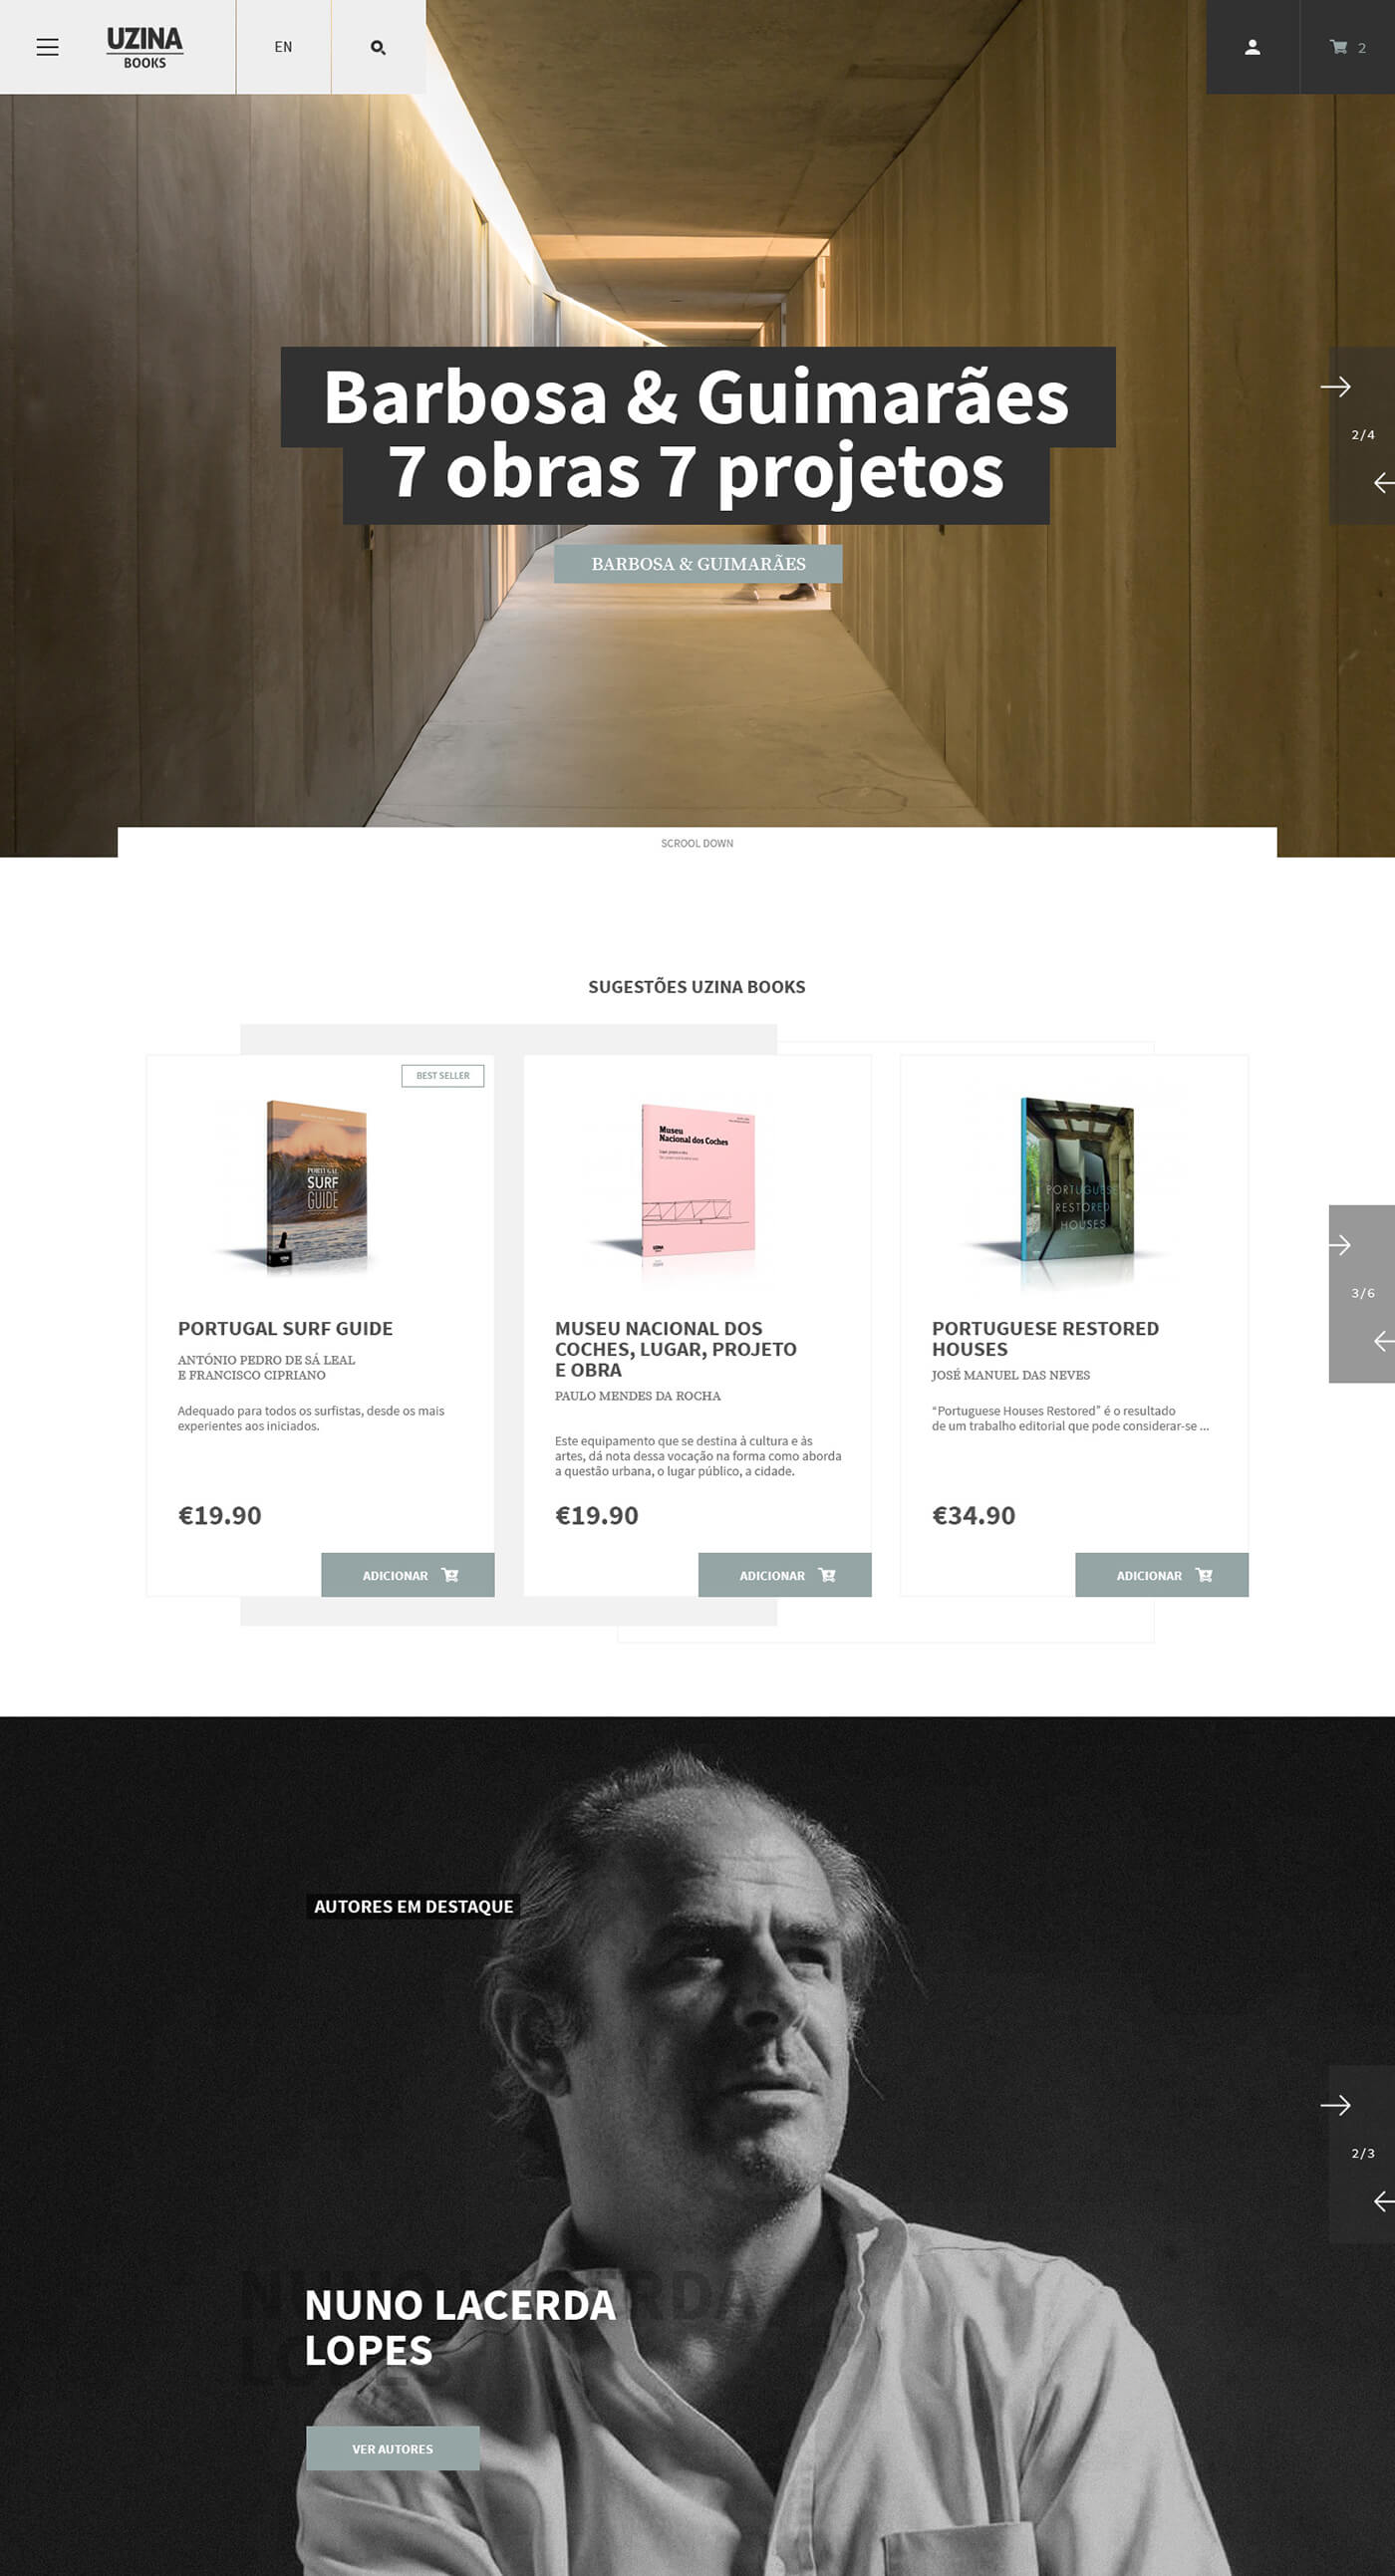 UZINA
BOOKS
EN
2
Barbosa & Guimarães
7 obras 7 projetos
2/4
BARBOSA & GUIMARÃES
SCROOL DOWN
SUGESTÕES UZINA BOOKS
BEST SELLER
PORTUGAL
SURF
GUIDE
PORTUGAL SURF GUIDE
ANTÓNIO PEDRO DE SÁ LEAL
E FRANCISCO CIPRIANO
Adequado para todos os surfistas, desde os mais
experientes aos iniciados.
€19.90
ADICIONAR
Museu
Nacional dos Coches
MUSEU NACIONAL DOS
COCHES, LUGAR, PROJETO
E OBRA
PAULO MENDES DA ROCHA
Este equipamento que se destina à cultura e às
artes, dá nota dessa vocação na forma como aborda
a questão urbana, o lugar público, a cidade.
€19.90
ADICIONAR
PORTUGUESE
RESTORED
HOUSES
PORTUGUESE RESTORED
HOUSES
JOSÉ MANUEL DAS NEVES
“Portuguese Houses Restored” é o resultado
de um trabalho editorial que pode considerar-se ...
€34.90
ADICIONAR
3/6
AUTORES EM DESTAQUE
2/3
NUNO LACERDA
LOPES
VER AUTORES